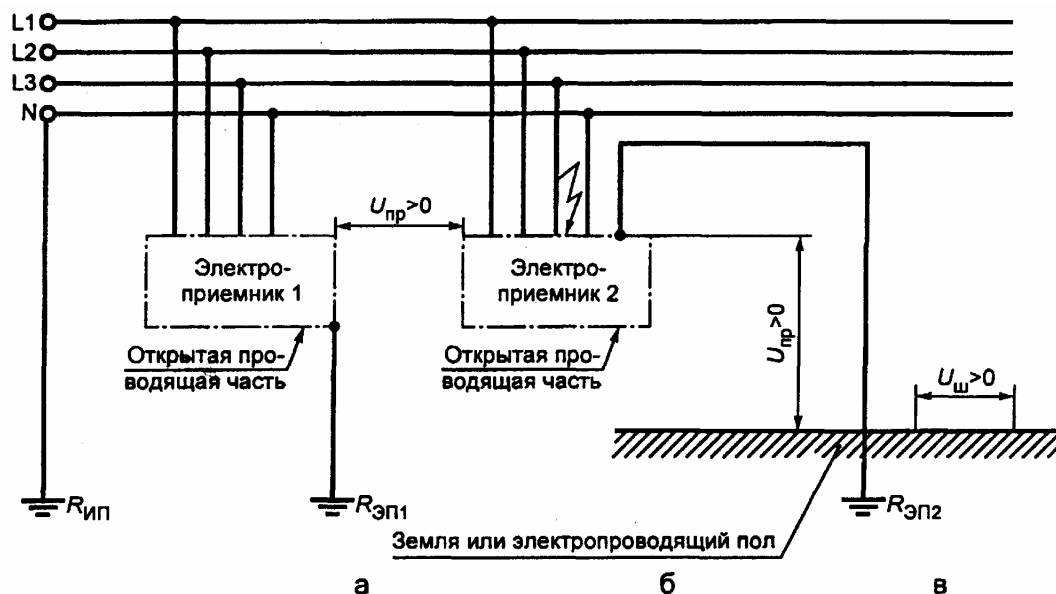 L1
L2
L3
N
Uпр>0
Электро-
приемник 1
Электро-
приемник 2
Открытая про-
водящая часть
Открытая про-
водящая часть
Uпр>0
Uш>0
RИП
RЭП1
RЭП2
Земля или электропроводящий пол
а
б
в